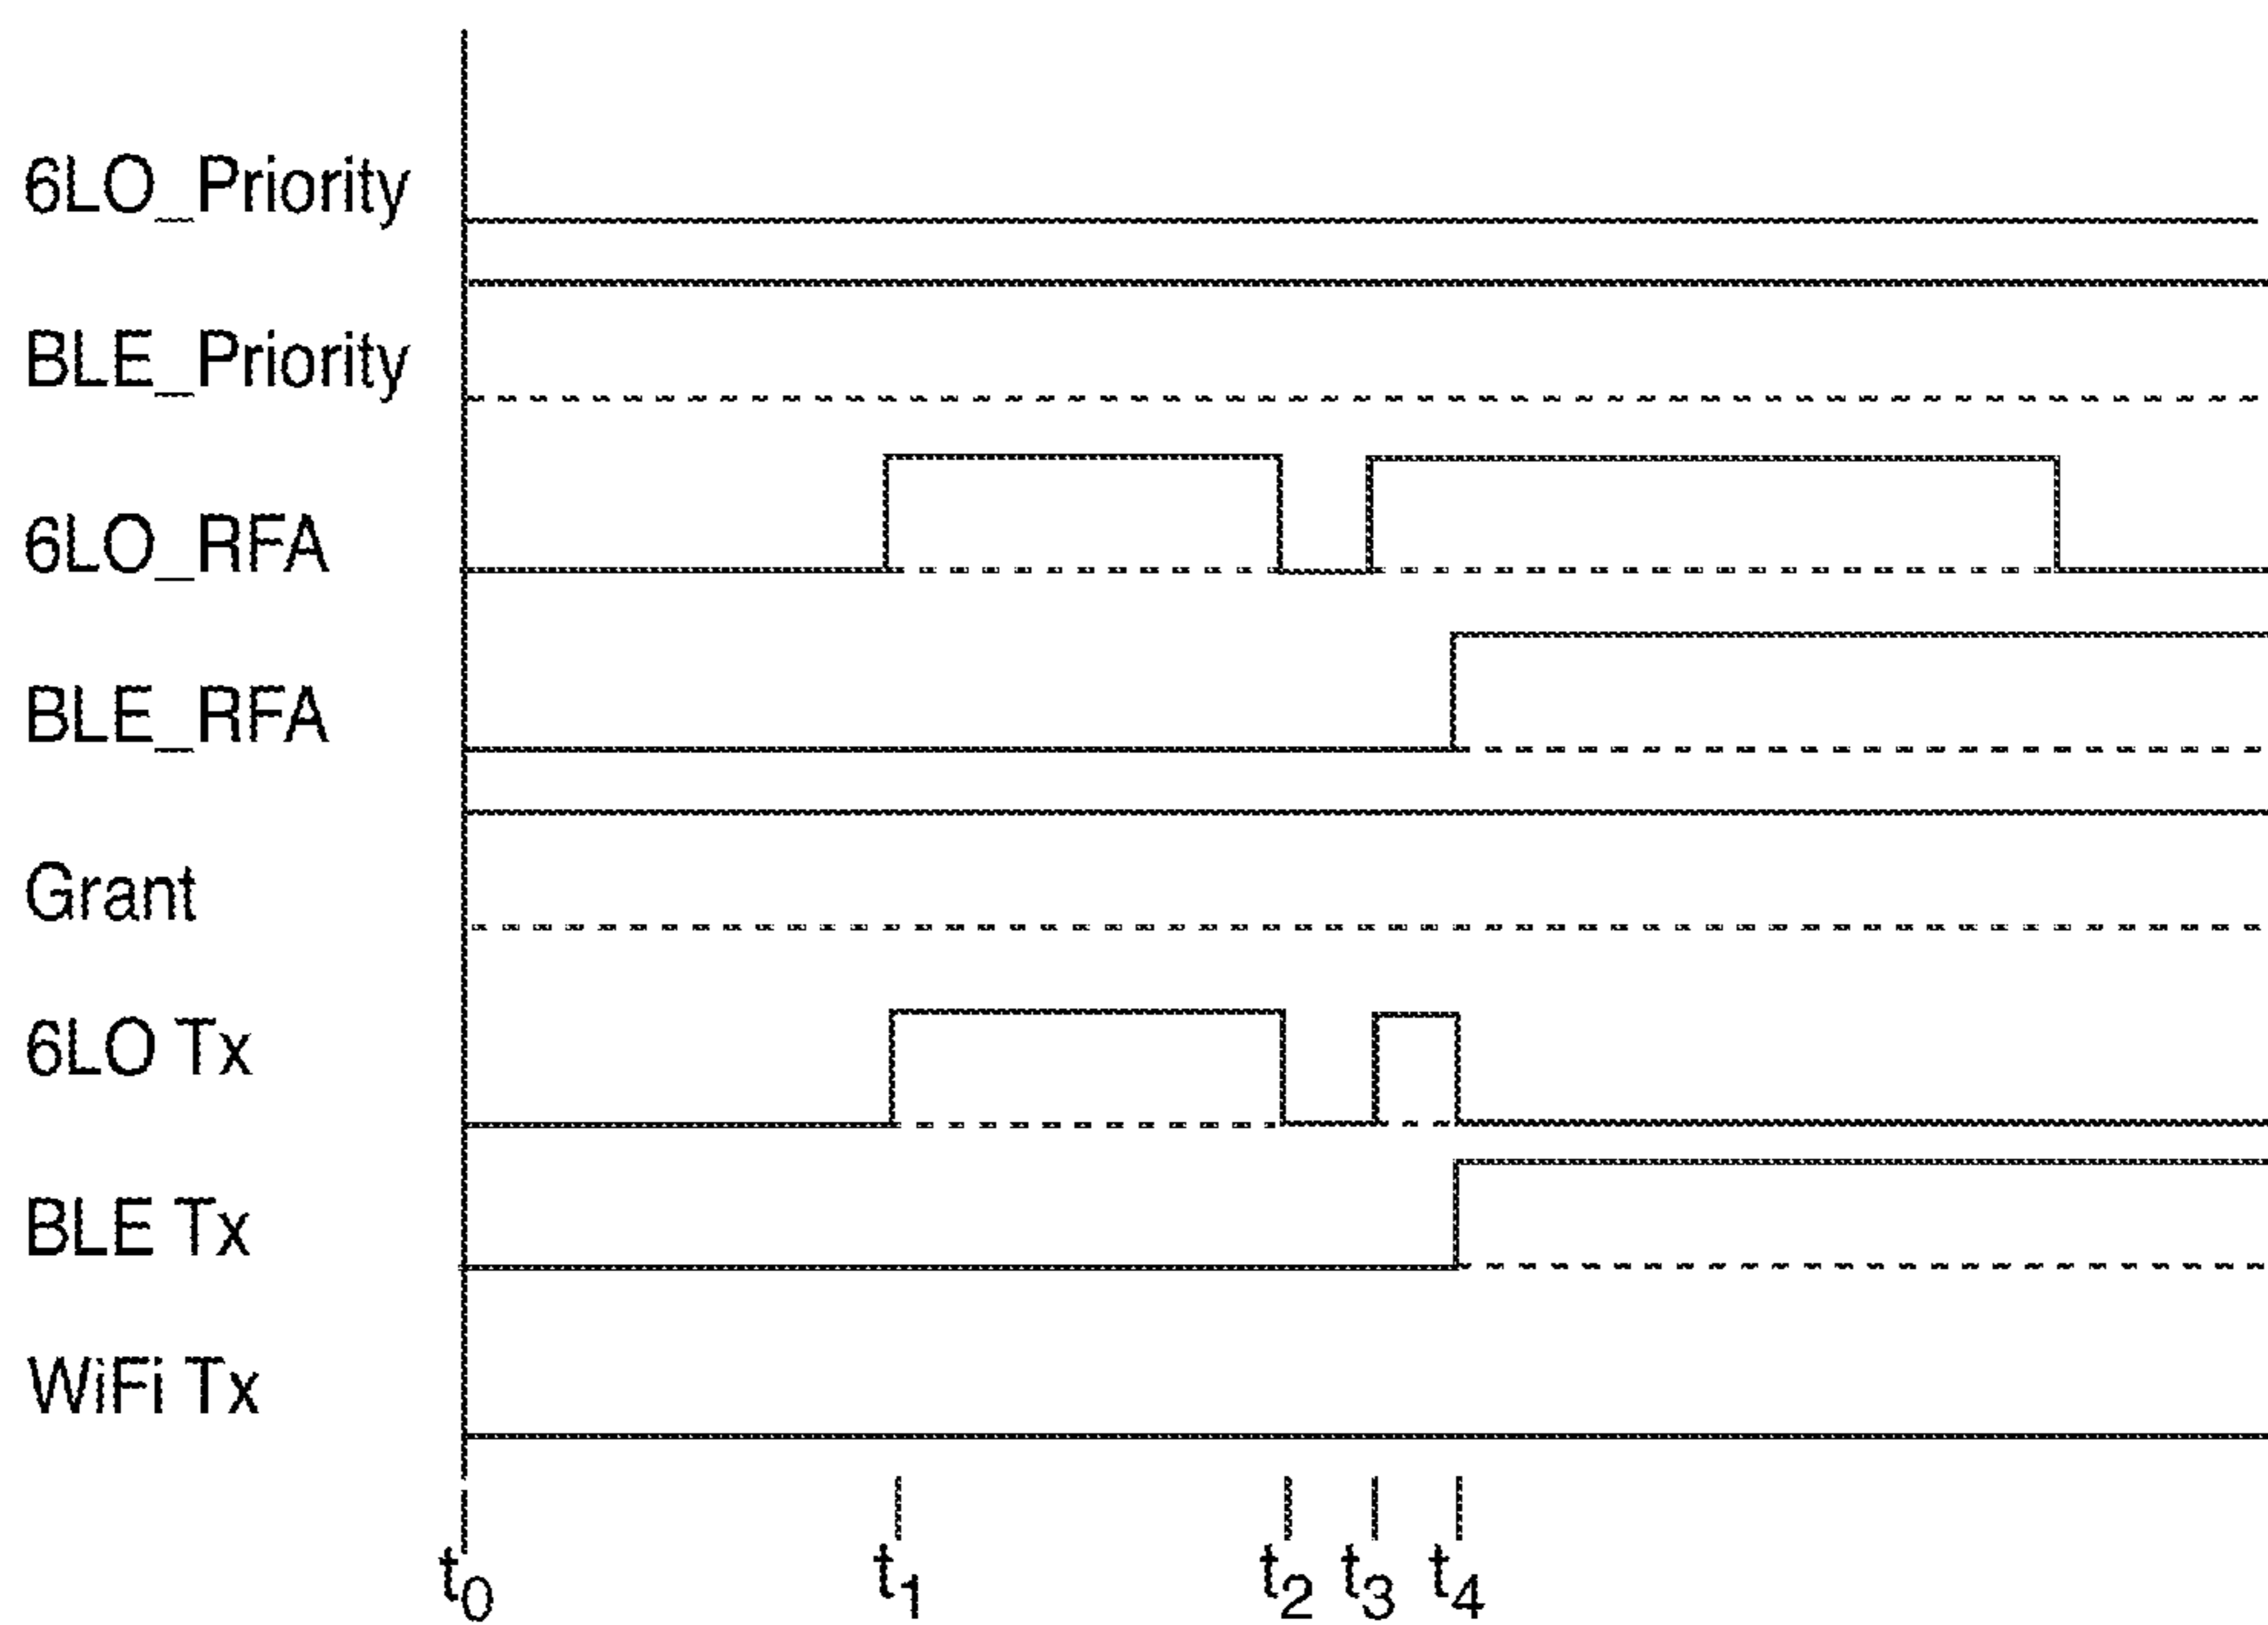 6LO_Priority
BLE_Priority
6LO_RFA
BLE_RFA
Grant
6LO Tx
BLE Tx
WiFi Tx
t0 t1 t2 t3 t4